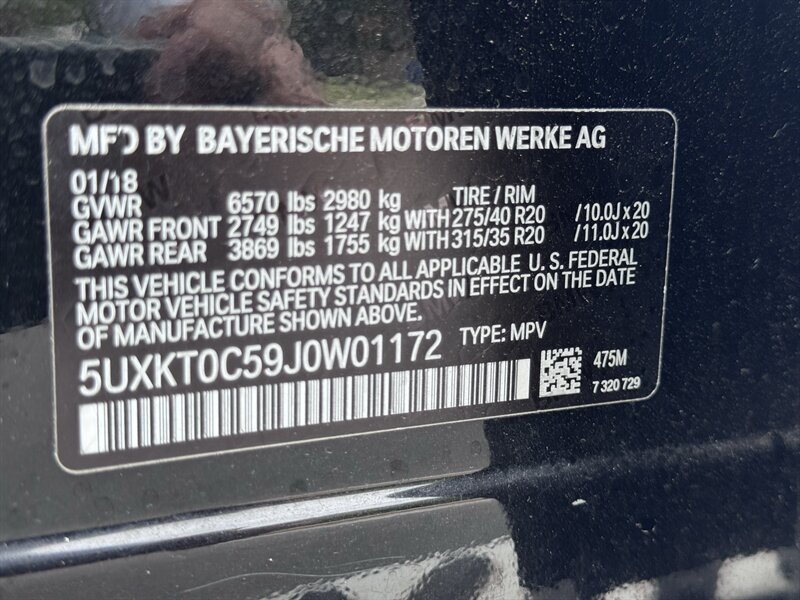 MFD BY BAYERISCHE MOTOREN WERKE AG
01/18
TIRE / RIM
GVWR 6570 lbs 2980 kg
GAWR FRONT 2749 lbs 1247 kg WITH 275/40 R20 /10.0J x 20
GAWR REAR 3869 lbs 1755 kg WITH 315/35 R20 /11.0J x 20
THIS VEHICLE CONFORMS TO ALL APPLICABLE U. S. FEDERAL
MOTOR VEHICLE SAFETY STANDARDS IN EFFECT ON THE DATE
OF MANUFACTURE SHOWN ABOVE.
5UXKT0C59J0W01172 TYPE: MPV
475M
7 320 729